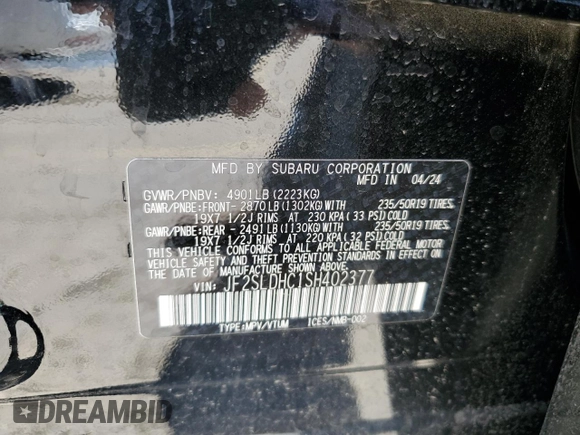 MFD BY SUBARU CORPORATION
MFD IN 04/24
GVWR/PNBV: 4901LB(2223KG)
GAWR/PNBE:FRONT- 2870LB(1302KG)WITH 235/50R19 TIRES,
19X7 1/2J RIMS AT 230 KPA(33 PSI)COLD
GAWR/PNBE:REAR - 2491LB(1130KG)WITH 235/50R19 TIRES,
19X7 1/2J RIMS AT 220 KPA(32 PSI)COLD
THIS VEHICLE CONFORMS TO ALL APPLICABLE FEDERAL MOTOR
VEHICLE SAFETY AND THEFT PREVENTION STANDARDS IN EFFECT
ON THE DATE OF MANUFACTURE SHOWN ABOVE.
VIN: JF2SLDHC1SH402377
TYPE:MPV/VTUM ICES/NMB-002
DREAMBID